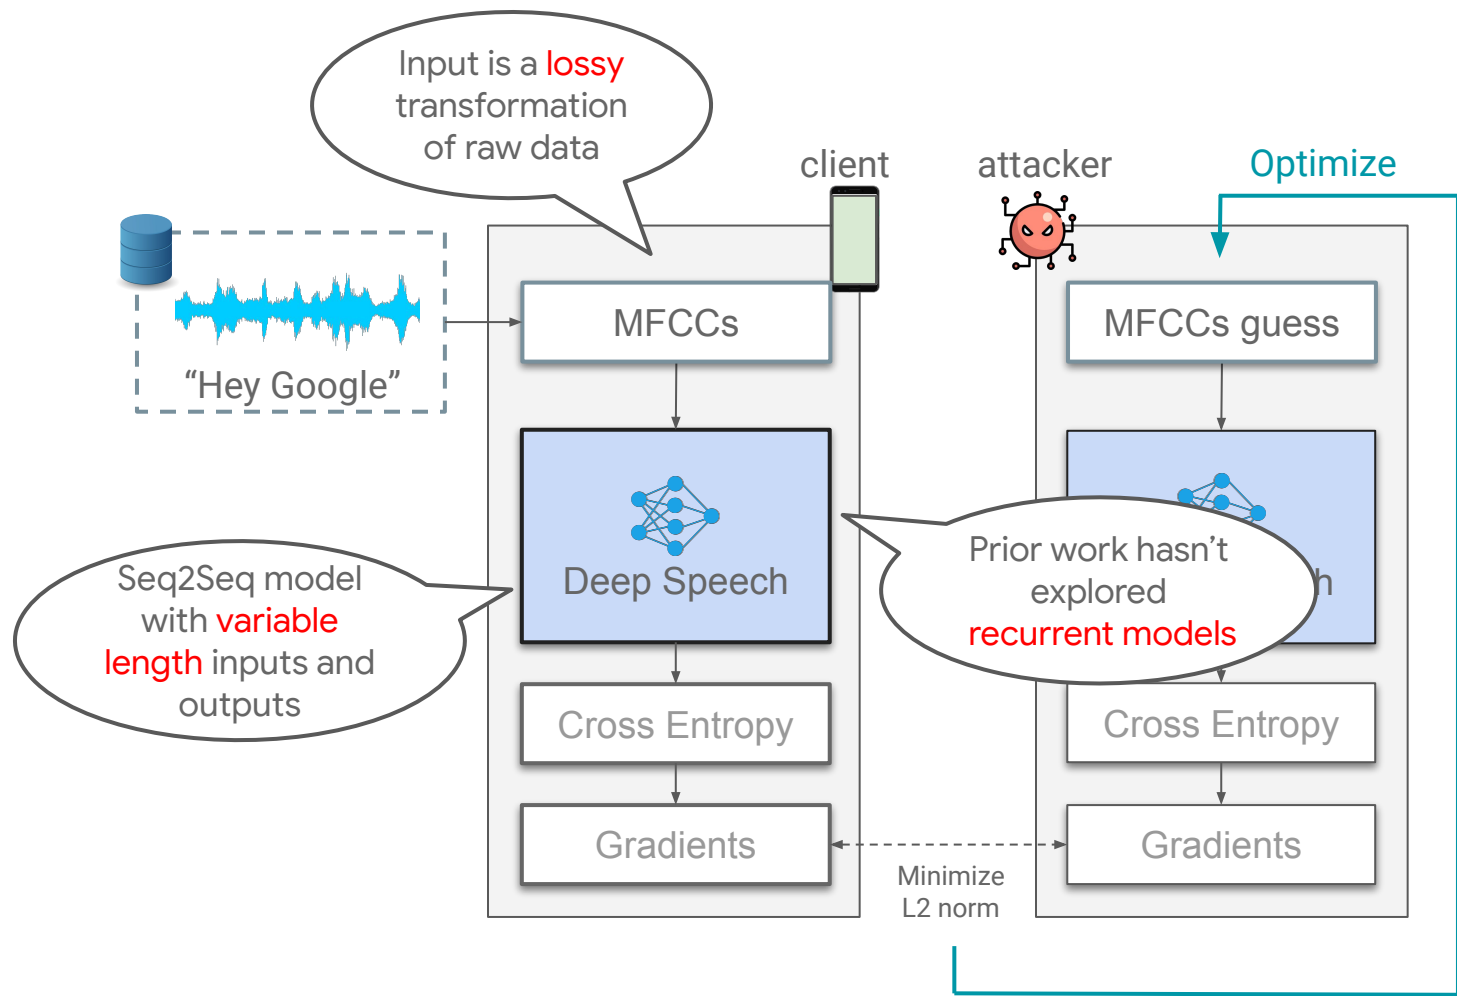 Input is a lossy
transformation
of raw data
client
attacker
Optimize
“Hey Google”
MFCCs
MFCCs guess
Deep Speech
h
Seq2Seq model
with variable
length inputs and
outputs
Prior work hasn’t
explored
recurrent models
Cross Entropy
Cross Entropy
Gradients
Gradients
Minimize
L2 norm